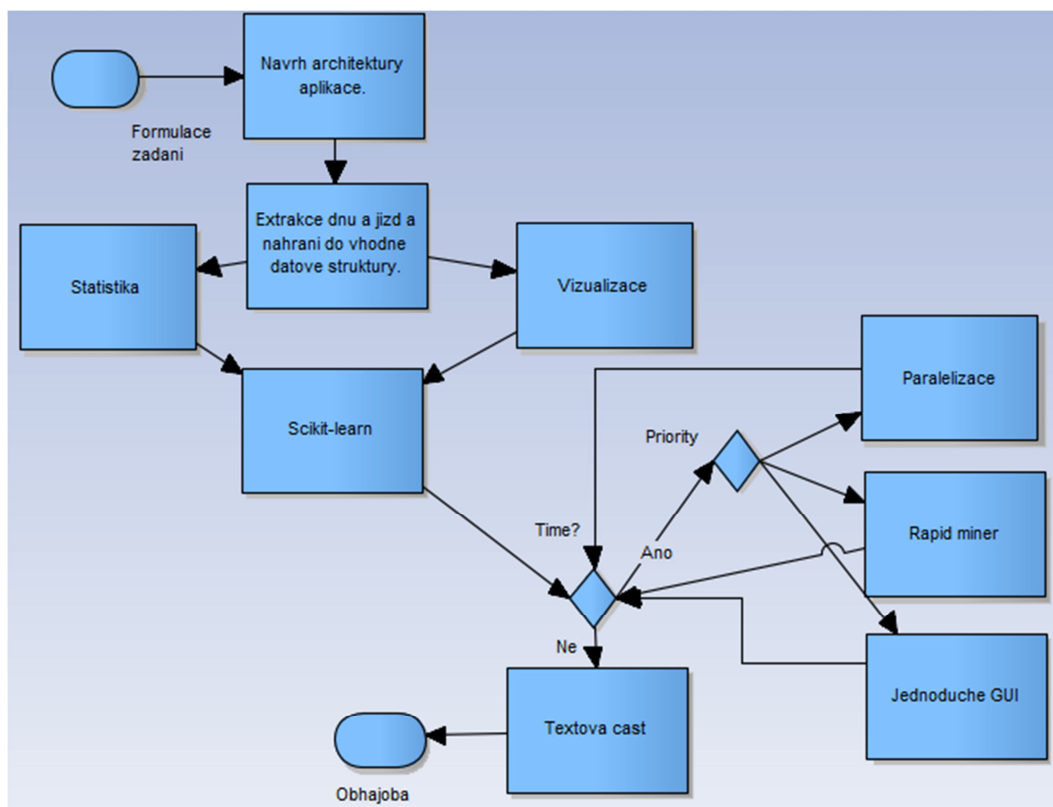 Navrh architektury
aplikace.
Formulace
zadani
Extrakce dnu a jizd a
nahrani do vhodne
datove struktury.
Statistika
Vizualizace
Scikit-learn
Paralelizace
Priority
Rapid miner
Time?
Ano
Ne
Jednoduche GUI
Textova cast
Obhajoba